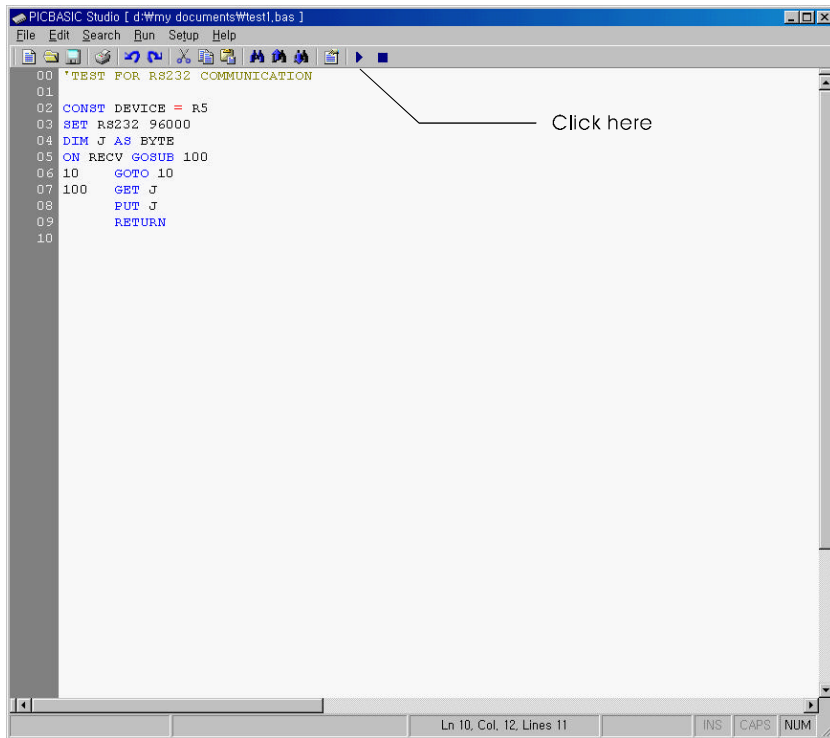 PICBASIC Studio [ d:₩my documents₩test1.bas ]
File Edit Search Run Setup Help
00 'TEST FOR RS232 COMMUNICATION
01
02 CONST DEVICE = R5
03 SET RS232 96000
04 DIM J AS BYTE
05 ON RECV GOSUB 100
06 10 GOTO 10
07 100 GET J
08 PUT J
09 RETURN
10
Click here
Ln 10, Col, 12, Lines 11 INS CAPS NUM